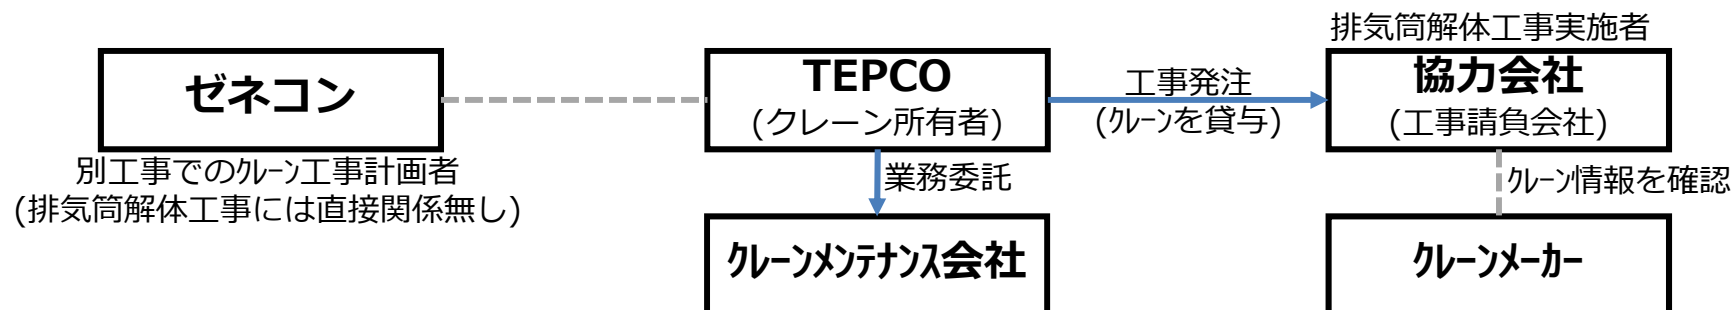 排気筒解体工事実施者
ゼネコン
TEPCO
(クレーン所有者)
工事発注
(ｸﾚｰﾝを貸与)
協力会社
(工事請負会社)
別工事でのｸﾚｰﾝ工事計画者
(排気筒解体工事には直接関係無し)
業務委託
ｸﾚｰﾝ情報を確認
ｸﾚｰﾝﾒﾝﾃﾅﾝｽ会社
ｸﾚｰﾝﾒｰｶｰ